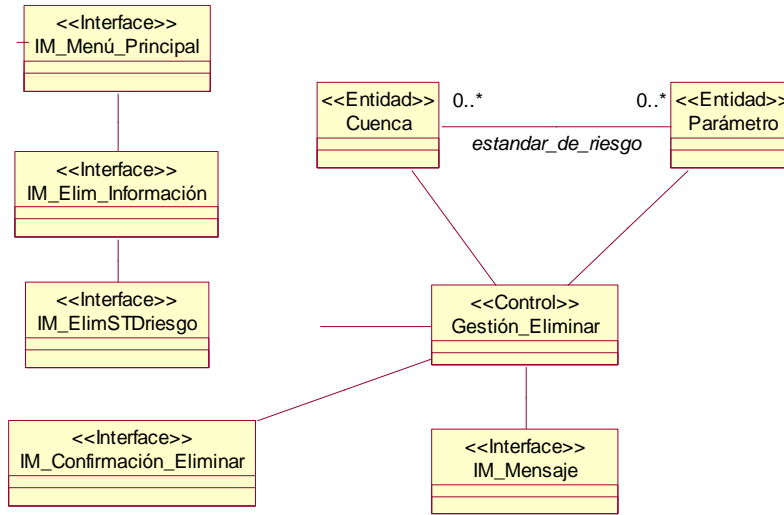 <<Interface>>
IM_Menú_Principal
<<Entidad>>
Cuenca
0..*
0..*
<<Entidad>>
Parámetro
estandar_de_riesgo
<<Interface>>
IM_Elim_Información
<<Interface>>
IM_ElimSTDriesgo
<<Control>>
Gestión_Eliminar
<<Interface>>
IM_Confirmación_Eliminar
<<Interface>>
IM_Mensaje